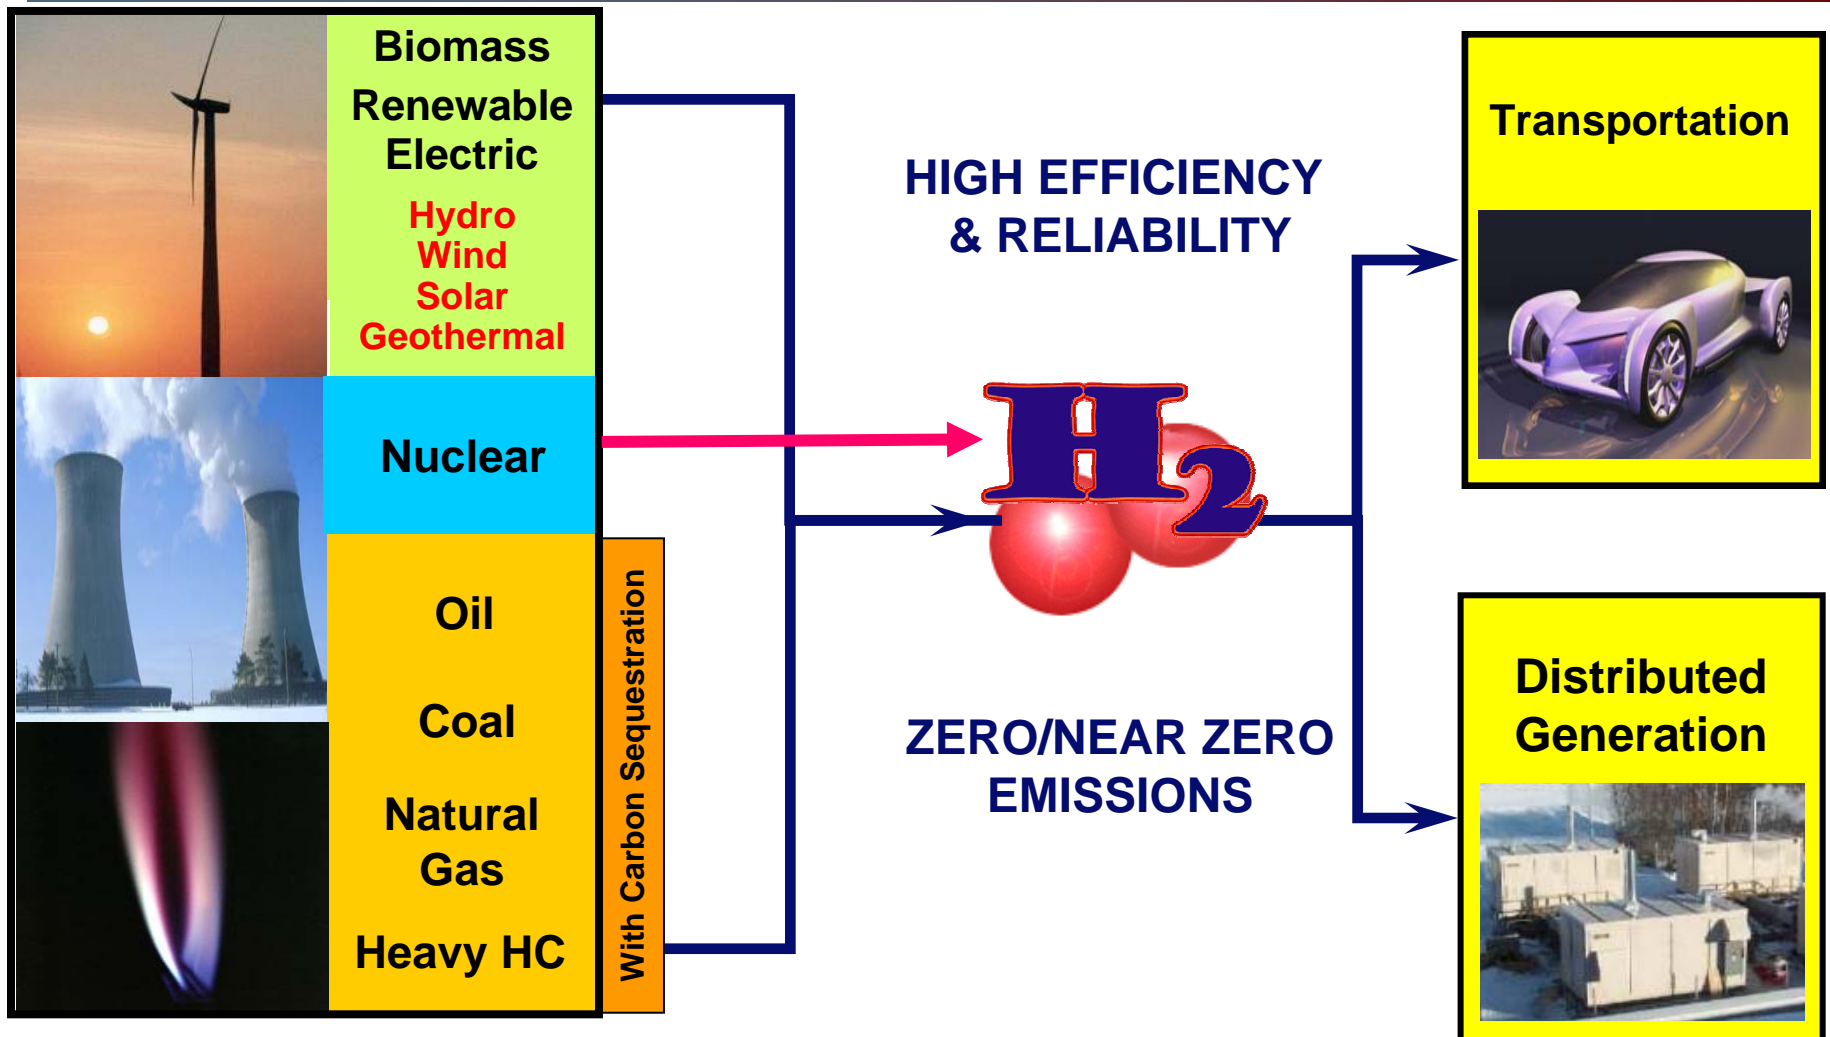 Biomass
Renewable
Electric
Hydro
Wind
Solar
Geothermal
Nuclear
Oil
Coal
Natural
Gas
Heavy HC
With Carbon Sequestration
HIGH EFFICIENCY
& RELIABILITY
H2
ZERO/NEAR ZERO
EMISSIONS
Transportation
Distributed
Generation